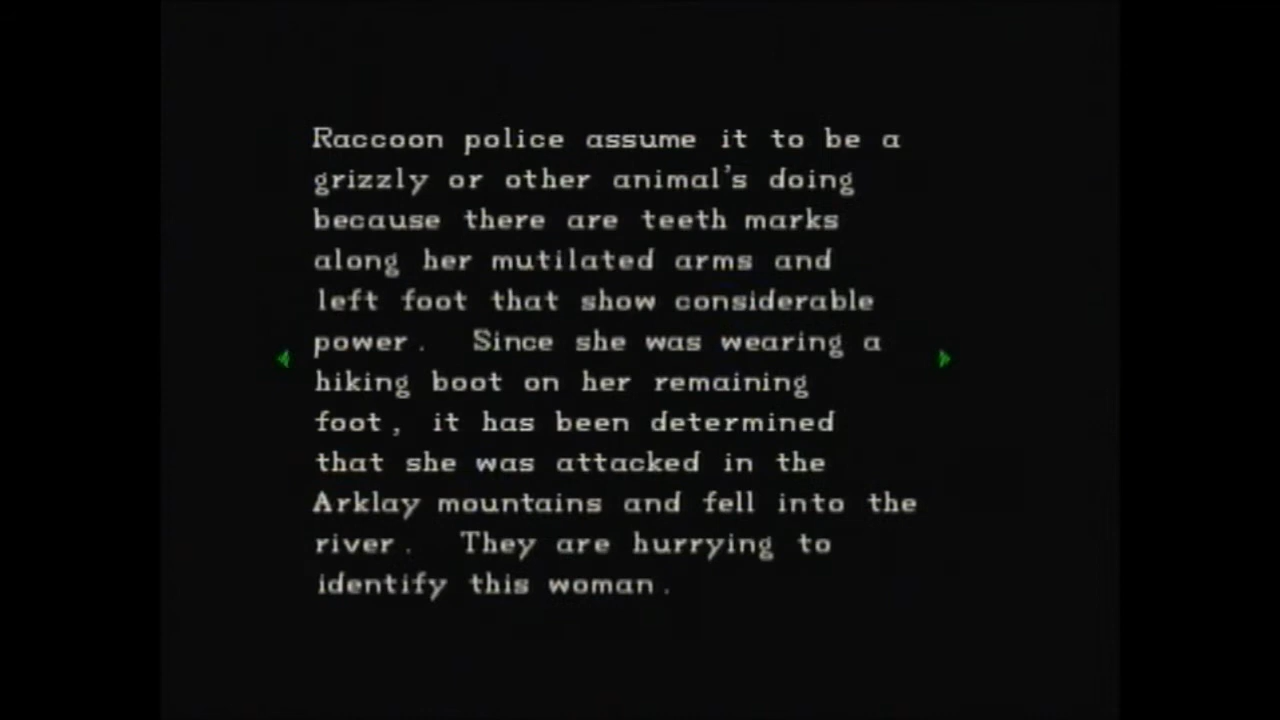 Raccoon police assume it to be a
grizzly or other animal's doing
because there are teeth marks
along her mutilated arms and
left foot that show considerable
power. Since she was wearing a
hiking boot on her remaining
foot, it has been determined
that she was attacked in the
Arklay mountains and fell into the
river. They are hurrying to
identify this woman.